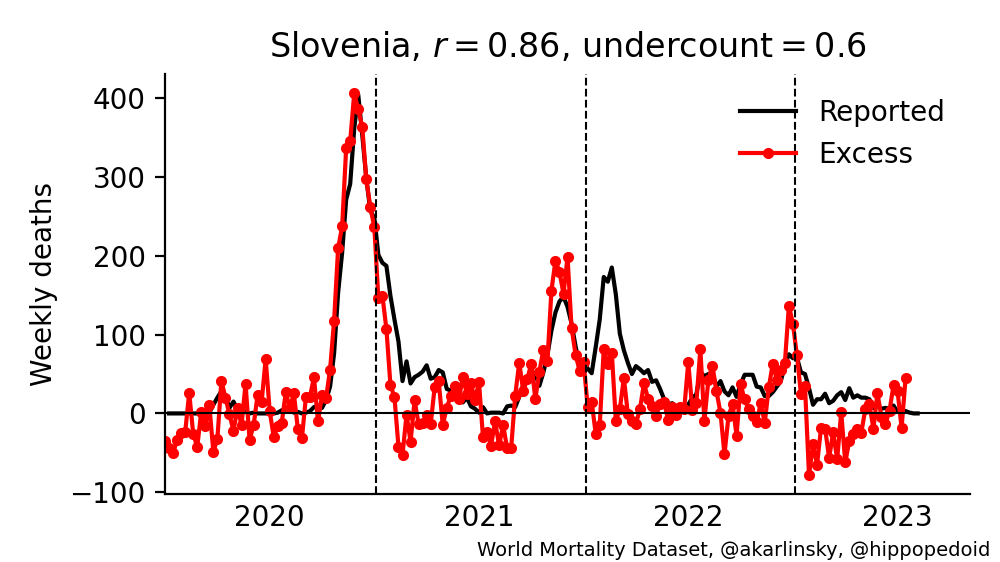 Slovenia, r = 0.86, undercount = 0.6
400
300
200
100
0
−100
Weekly deaths
Reported
Excess
2020 2021 2022 2023
World Mortality Dataset, @akarlinsky, @hippopedoid